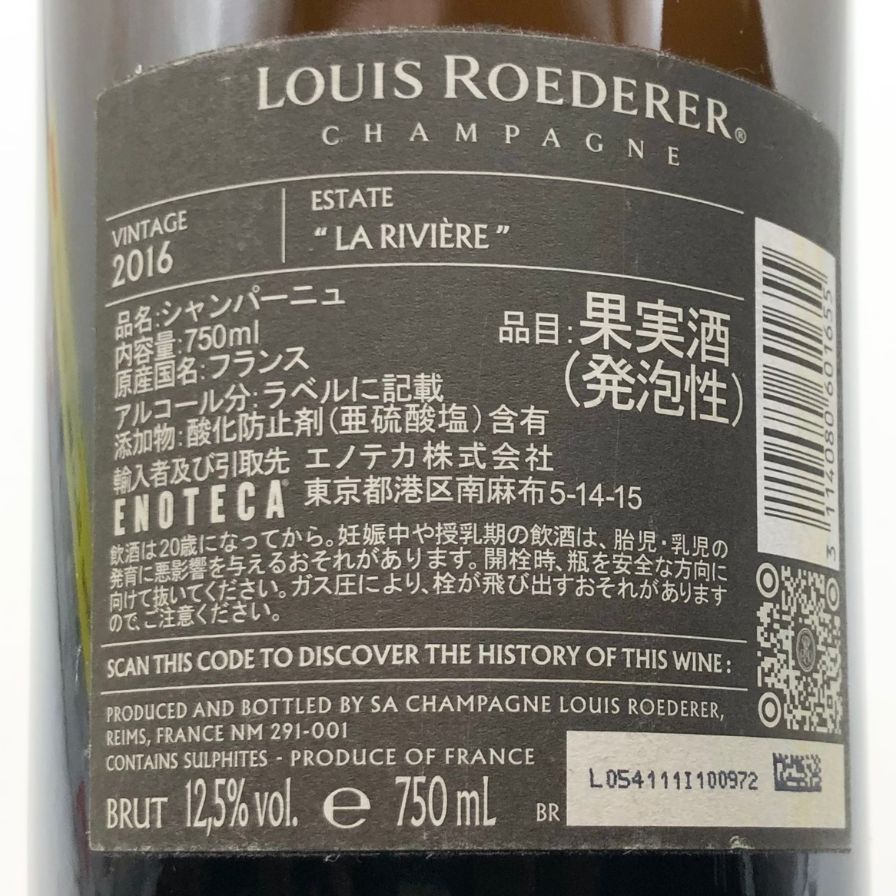 LOUIS ROEDERER®
CHAMPAGNE
VINTAGE
2016
ESTATE
“ LA RIVIÈRE ”
品名:シャンパーニュ
内容量:750ml
原産国名:フランス
アルコール分:ラベルに記載
添加物:酸化防止剤(亜硫酸塩)含有
品目:果実酒
(発泡性)
輸入者及び引取先 エノテカ株式会社
ENOTECA 東京都港区南麻布5-14-15
飲酒は20歳になってから。妊娠中や授乳期の飲酒は、胎児・乳児の
発育に悪影響を与えるおそれがあります。開栓時、瓶を安全な方向に
向けて抜いてください。ガス圧により、栓が飛び出すおそれがあります
ので、ご注意ください。
3 114080 601655
SCAN THIS CODE TO DISCOVER THE HISTORY OF THIS WINE :
PRODUCED AND BOTTLED BY SA CHAMPAGNE LOUIS ROEDERER,
REIMS, FRANCE NM 291-001
CONTAINS SULPHITES - PRODUCE OF FRANCE
BRUT 12,5% vol. e 750 mL BR
L054111I100972